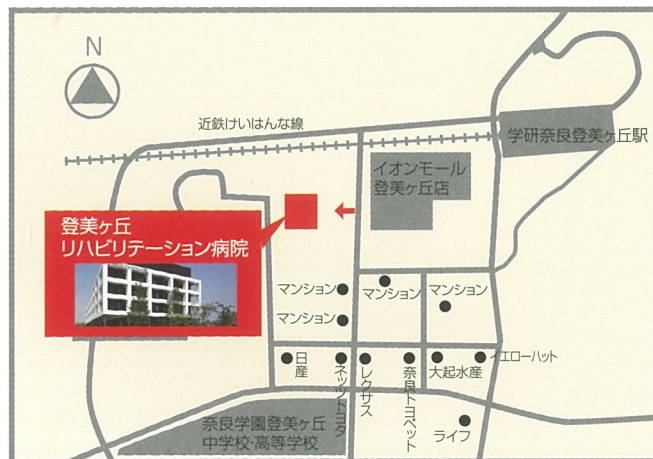 N
近鉄けいはんな線
学研奈良登美ヶ丘駅
イオンモール
登美ヶ丘店
登美ヶ丘
リハビリテーション病院
マンション
マンション
マンション
マンション
日産
ネッツトヨタ
レクサス
奈良トヨペット
大起水産
イエローハット
奈良学園登美ヶ丘
中学校・高等学校
ライフ